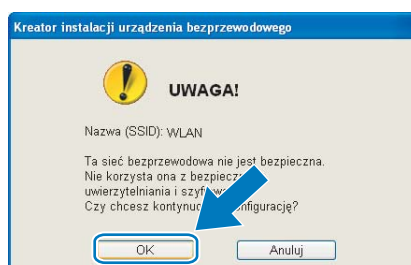 Kreator instalacji urządzenia bezprzewodowego
UWAGA!
Nazwa (SSID): WLAN
Ta sieć bezprzewodowa nie jest bezpieczna.
Nie korzysta ona z
uwierzytelniania i
Czy chcesz
OK
Anuluj